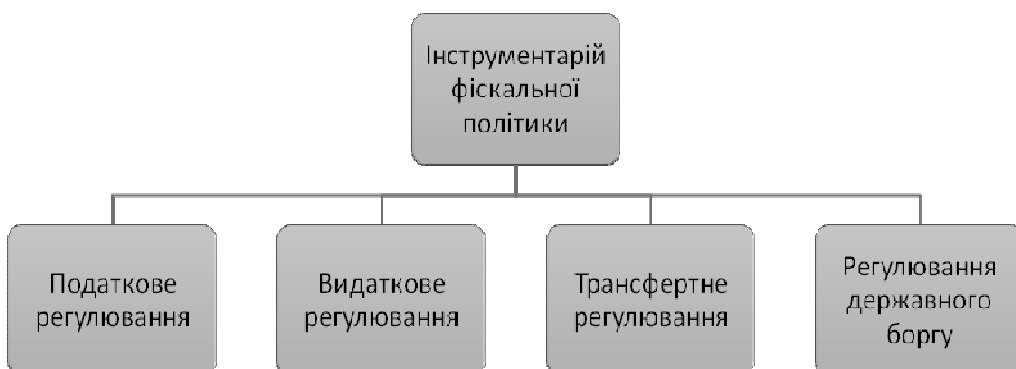 Інструментарій
фіскальної
політики
Податкове
регулювання
Видаткове
регулювання
Трансфертне
регулювання
Регулювання
державного
боргу